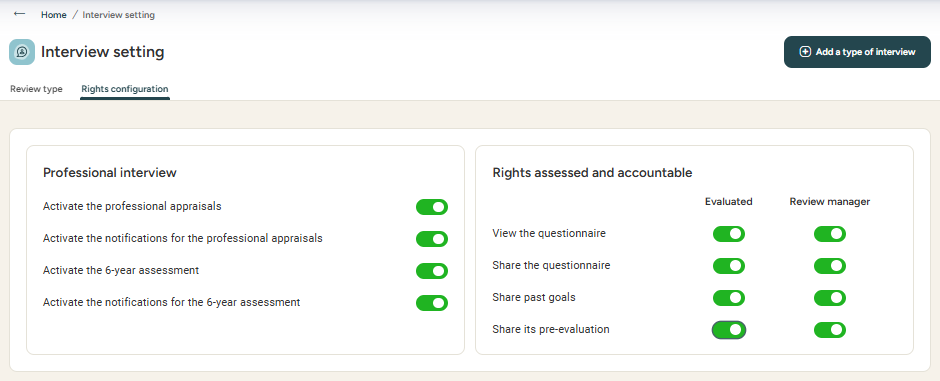 Home / Interview setting
Interview setting
Add a type of interview
Review type
Rights configuration
Professional interview
Activate the professional appraisals
Activate the notifications for the professional appraisals
Activate the 6-year assessment
Activate the notifications for the 6-year assessment
Rights assessed and accountable
Evaluated
Review manager
View the questionnaire
Share the questionnaire
Share past goals
Share its pre-evaluation